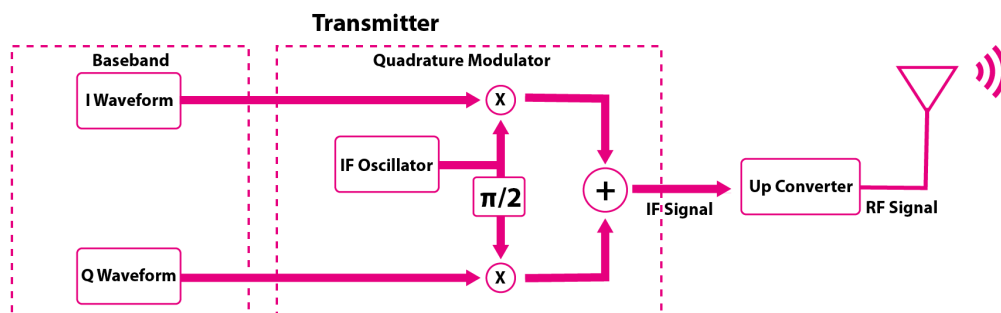 Transmitter
Baseband
Quadrature Modulator
I Waveform
X
IF Oscillator
π/2
+
IF Signal
Up Converter
RF Signal
Q Waveform
X